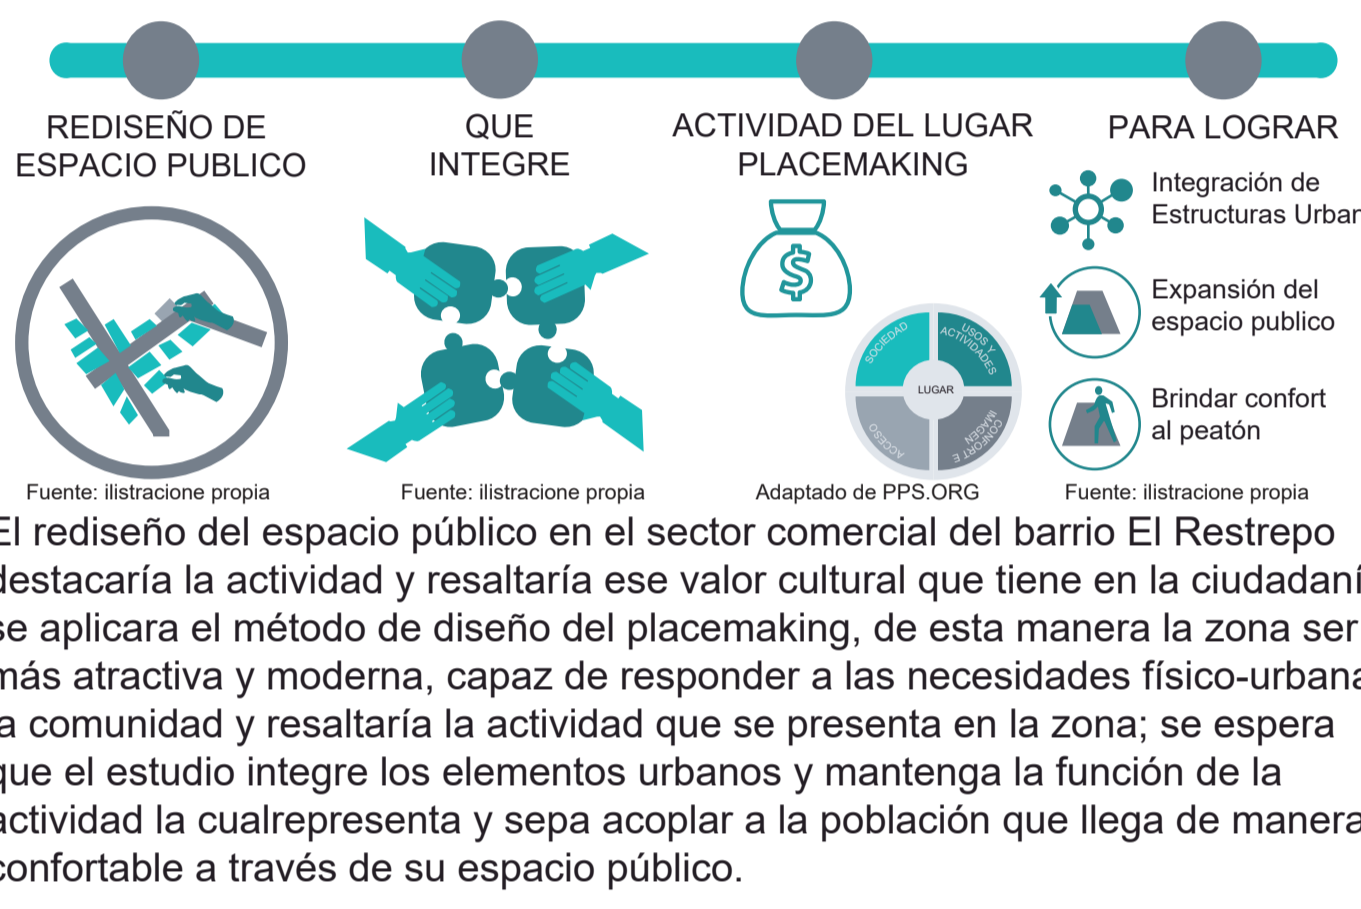 REDISEÑO DE
ESPACIO PUBLICO
QUE
INTEGRE
ACTIVIDAD DEL LUGAR
PLACEMAKING
PARA LOGRAR
Integración de
Estructuras Urban
Expansión del
espacio publico
Brindar confort
al peatón
$
SOCIEDAD
USOS Y
ACTIVIDADES
LUGAR
ACCESO
CONFORT E
IMAGEN
Fuente: ilistracione propia
Fuente: ilistracione propia
Adaptado de PPS.ORG
Fuente: ilistracione propia
El rediseño del espacio público en el sector comercial del barrio El Restrepo
destacaría la actividad y resaltaría ese valor cultural que tiene en la ciudadaní
se aplicara el método de diseño del placemaking, de esta manera la zona ser
más atractiva y moderna, capaz de responder a las necesidades físico-urbana
la comunidad y resaltaría la actividad que se presenta en la zona; se espera
que el estudio integre los elementos urbanos y mantenga la función de la
actividad la cualrepresenta y sepa acoplar a la población que llega de manera
confortable a través de su espacio público.